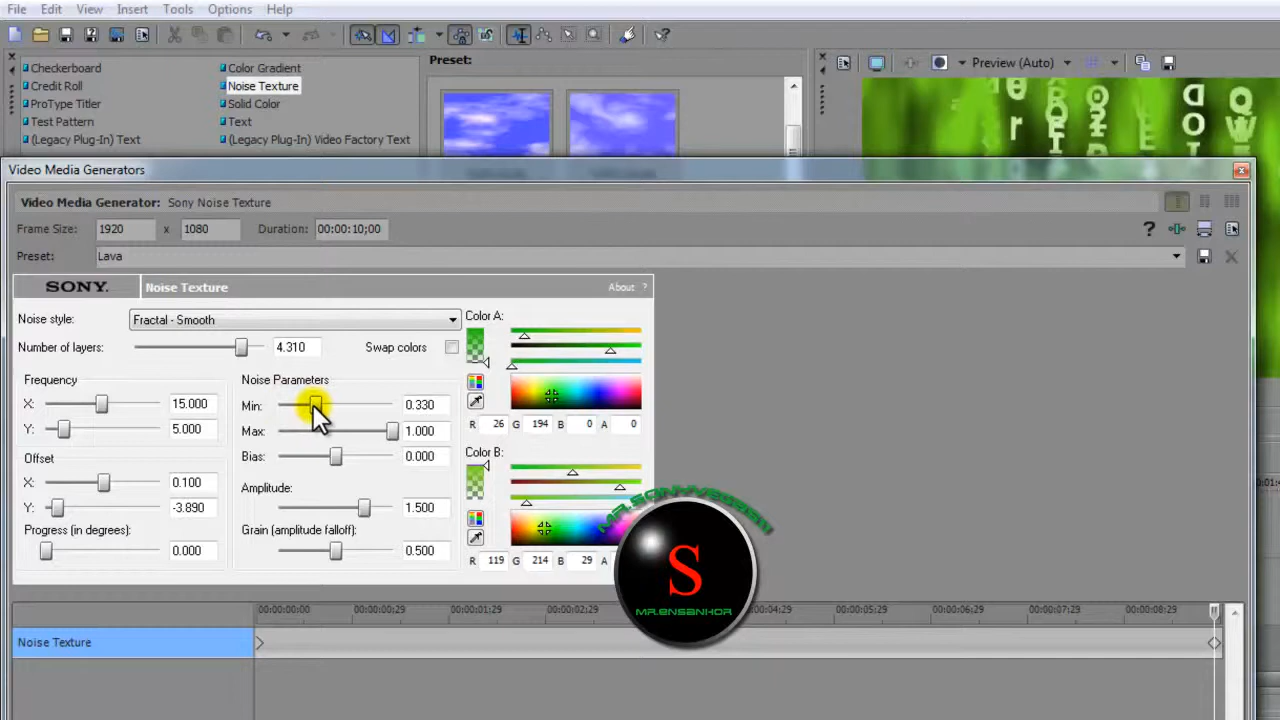 File Edit View Insert Tools Options Help
Checkerboard Color Gradient
Credit Roll Noise Texture
ProType Titler Solid Color
Test Pattern Text
(Legacy Plug-In) Text (Legacy Plug-In) Video Factory Text
Preset:
Preview (Auto)
Video Media Generators
Video Media Generator: Sony Noise Texture
Frame Size: 1920 x 1080 Duration: 00:00:10;00
Preset: Lava
SONY. Noise Texture About ?
Noise style: Fractal - Smooth
Number of layers: 4.310 Swap colors
Frequency
X: 15.000
Y: 5.000
Offset
X: 0.100
Y: -3.890
Progress (in degrees):
0.000
Noise Parameters
Min: 0.330
Max: 1.000
Bias: 0.000
Amplitude:
1.500
Grain (amplitude falloff):
0.500
Color A:
R 26 G 194 B 0 A 0
Color B:
R 119 G 214 B 29 A
MR.SONYVEGASTV
S
MR.ENSANHOR
00:00:00;00 00:00:00;29 00:00:01;29 00:00:02;29 00:00:04;29 00:00:05;29 00:00:06;29 00:00:07;29 00:00:08;29
Noise Texture